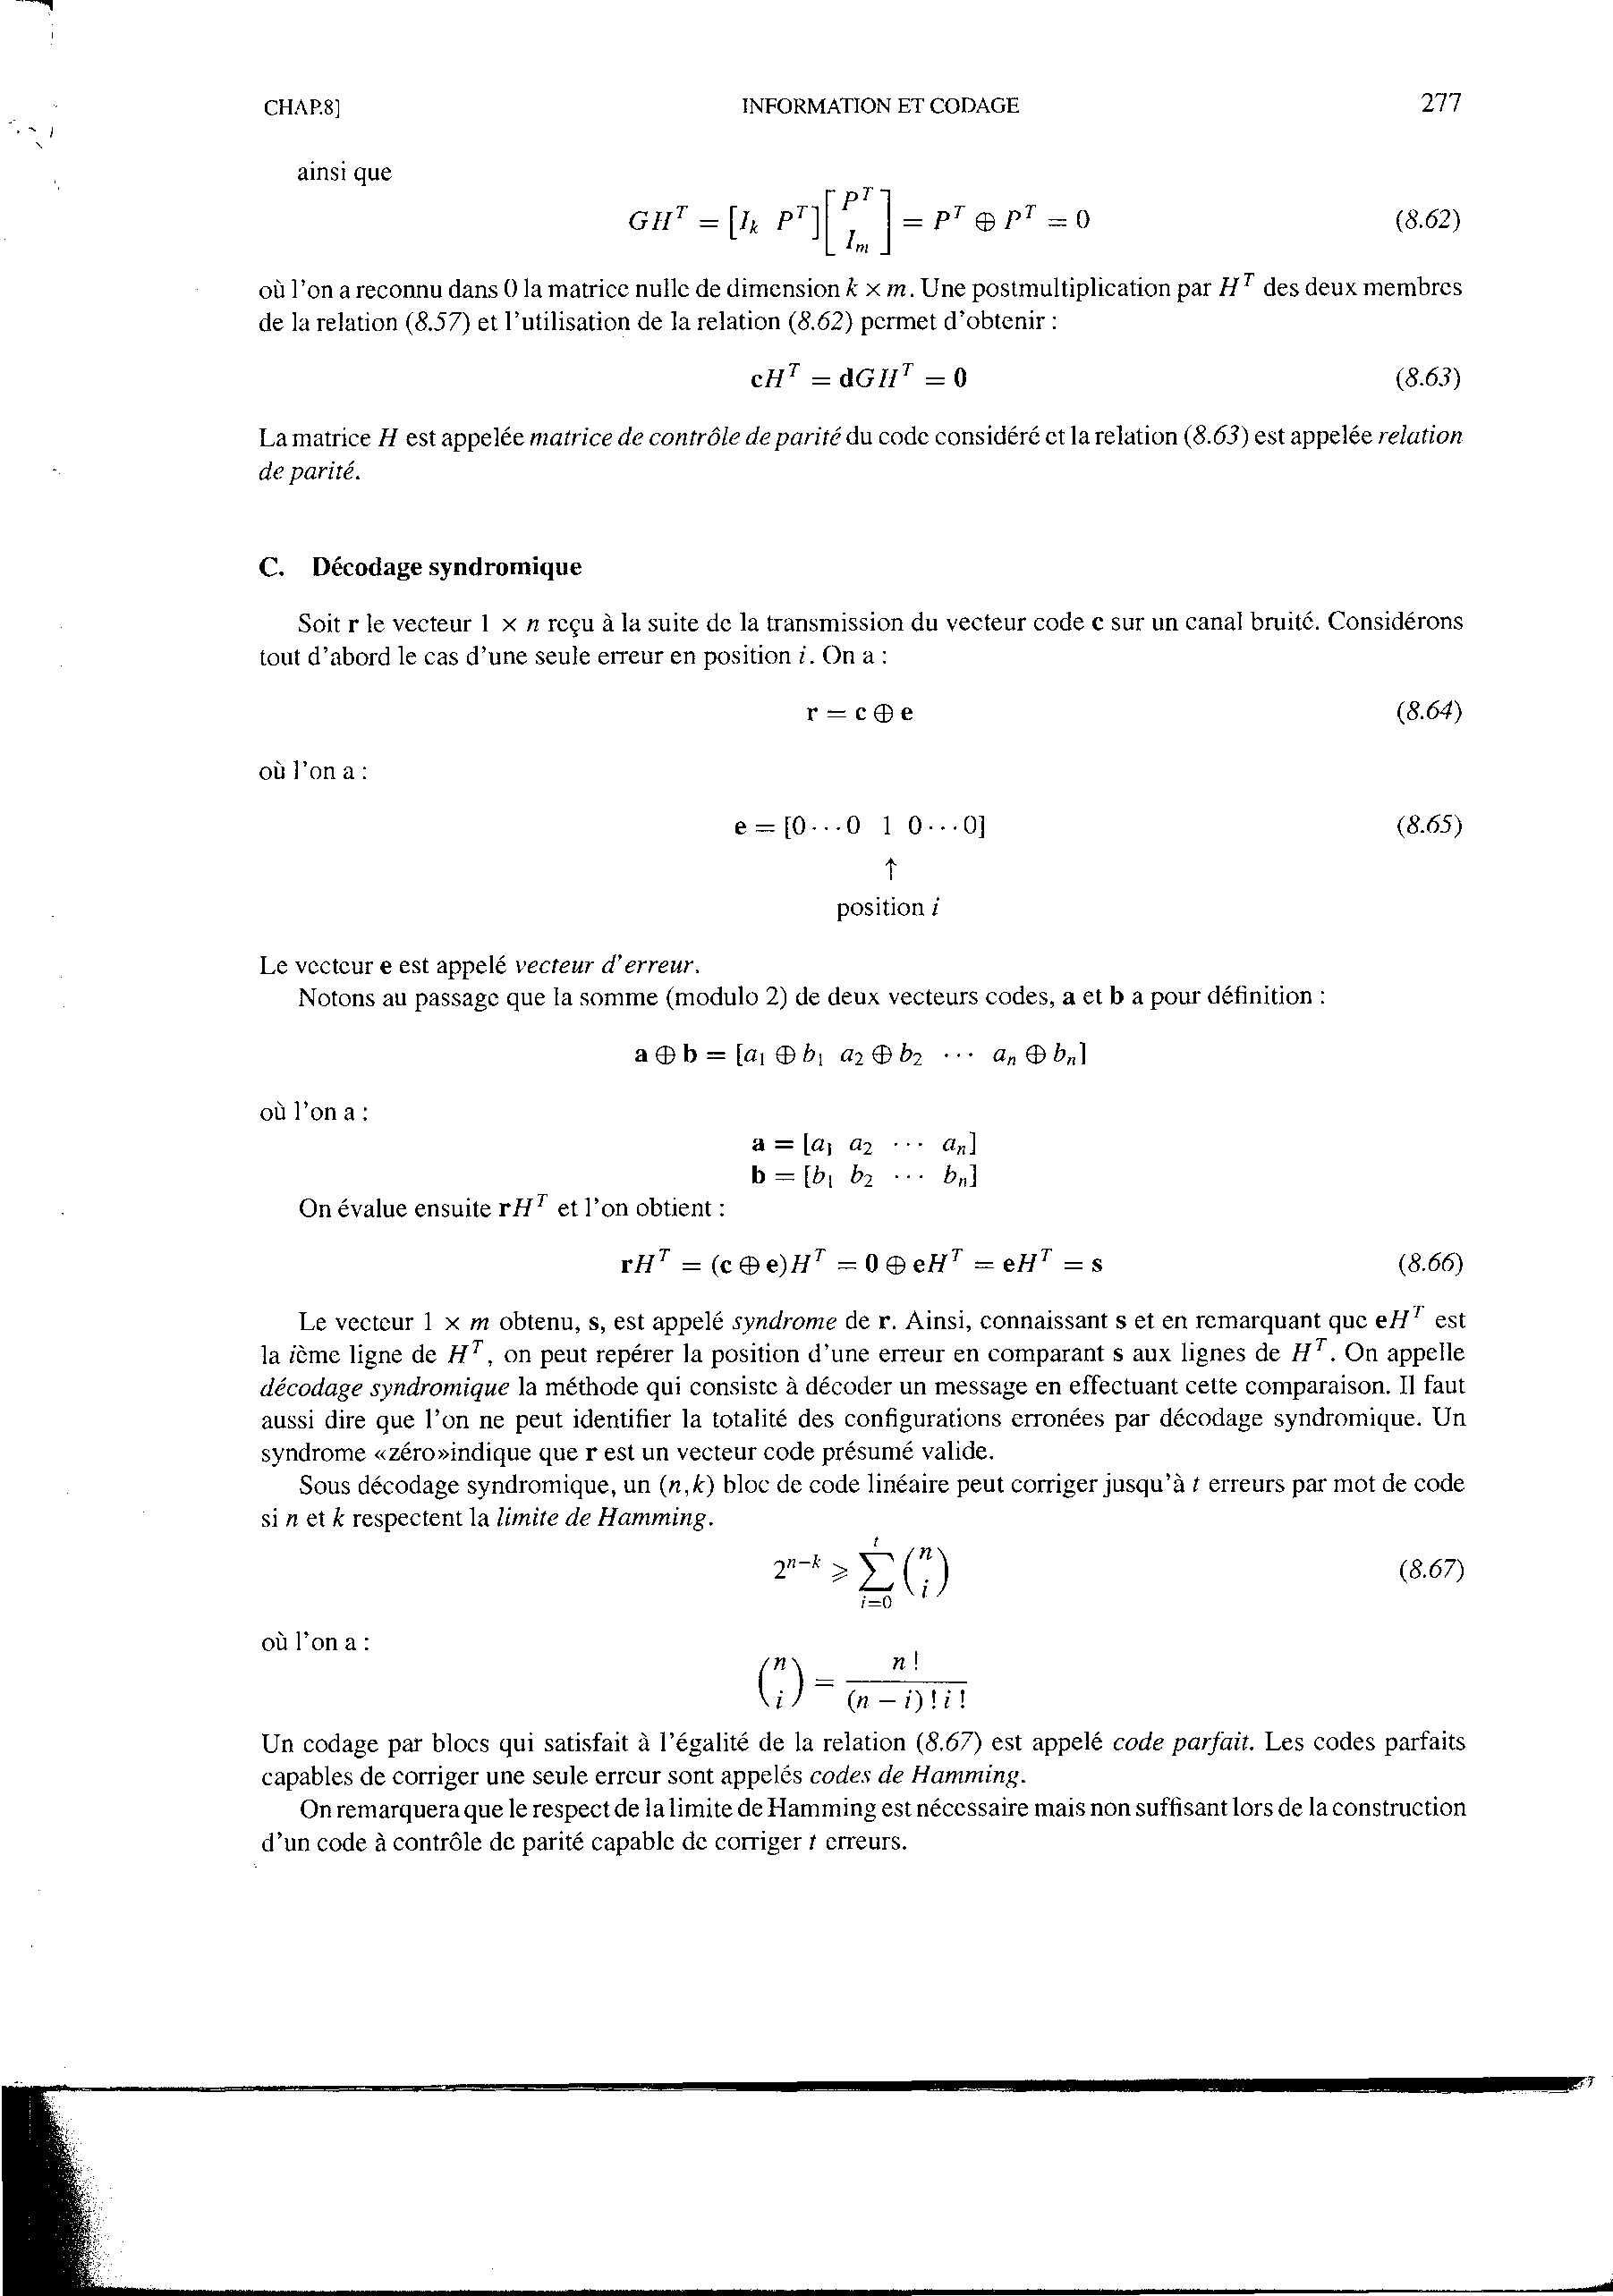 CHAP.8] INFORMATION ET CODAGE 277
ainsi que
GH^T = [I_k P^T] [P^T I_m] = P^T ⊕ P^T = 0 (8.62)
où l'on a reconnu dans 0 la matrice nulle de dimension k × m. Une postmultiplication par H^T des deux membres
de la relation (8.57) et l'utilisation de la relation (8.62) permet d'obtenir :
cH^T = dGH^T = 0 (8.63)
La matrice H est appelée matrice de contrôle de parité du code considéré et la relation (8.63) est appelée relation
de parité.
C. Décodage syndromique
Soit r le vecteur 1 × n reçu à la suite de la transmission du vecteur code c sur un canal bruité. Considérons
tout d'abord le cas d'une seule erreur en position i. On a :
r = c ⊕ e (8.64)
où l'on a :
e = [0···0 1 0···0] (8.65)
↑
position i
Le vecteur e est appelé vecteur d'erreur.
Notons au passage que la somme (modulo 2) de deux vecteurs codes, a et b a pour définition :
a ⊕ b = [a_1 ⊕ b_1 a_2 ⊕ b_2 ··· a_n ⊕ b_n]
où l'on a :
a = [a_1 a_2 ··· a_n]
b = [b_1 b_2 ··· b_n]
On évalue ensuite rH^T et l'on obtient :
rH^T = (c ⊕ e)H^T = 0 ⊕ eH^T = eH^T = s (8.66)
Le vecteur 1 × m obtenu, s, est appelé syndrome de r. Ainsi, connaissant s et en remarquant que eH^T est
la ième ligne de H^T, on peut repérer la position d'une erreur en comparant s aux lignes de H^T. On appelle
décodage syndromique la méthode qui consiste à décoder un message en effectuant cette comparaison. Il faut
aussi dire que l'on ne peut identifier la totalité des configurations erronées par décodage syndromique. Un
syndrome «zéro»indique que r est un vecteur code présumé valide.
Sous décodage syndromique, un (n,k) bloc de code linéaire peut corriger jusqu'à t erreurs par mot de code
si n et k respectent la limite de Hamming.
2^{n−k} ⩾ ∑_{i=0}^{t} (n i) (8.67)
où l'on a :
(n i) = n ! / (n − i) ! i !
Un codage par blocs qui satisfait à l'égalité de la relation (8.67) est appelé code parfait. Les codes parfaits
capables de corriger une seule erreur sont appelés codes de Hamming.
On remarquera que le respect de la limite de Hamming est nécessaire mais non suffisant lors de la construction
d'un code à contrôle de parité capable de corriger t erreurs.